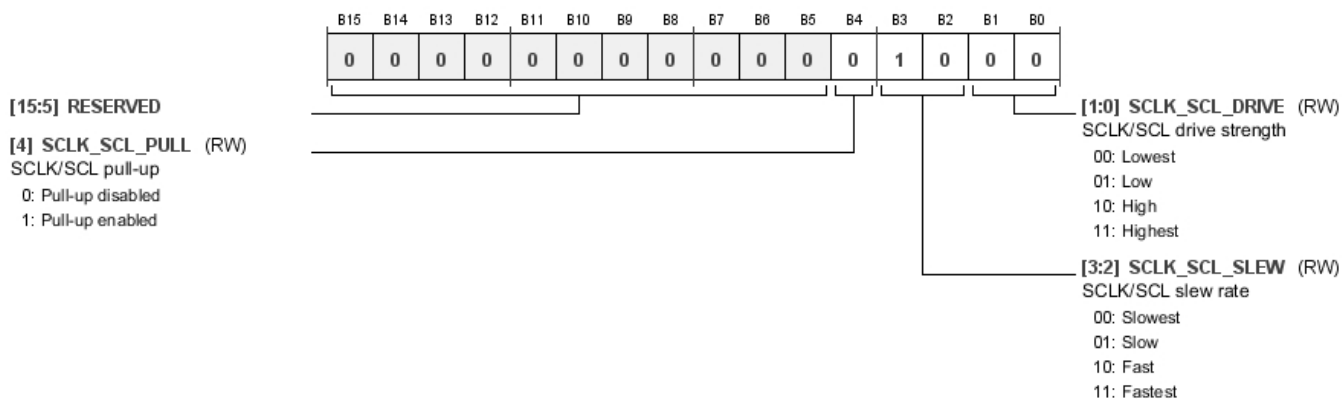 B15 B14 B13 B12 B11 B10 B9 B8 B7 B6 B5 B4 B3 B2 B1 B0
0 0 0 0 0 0 0 0 0 0 0 0 1 0 0 0
[15:5] RESERVED
[4] SCLK_SCL_PULL (RW)
SCLK/SCL pull-up
0: Pull-up disabled
1: Pull-up enabled
[1:0] SCLK_SCL_DRIVE (RW)
SCLK/SCL drive strength
00: Lowest
01: Low
10: High
11: Highest
[3:2] SCLK_SCL_SLEW (RW)
SCLK/SCL slew rate
00: Slowest
01: Slow
10: Fast
11: Fastest